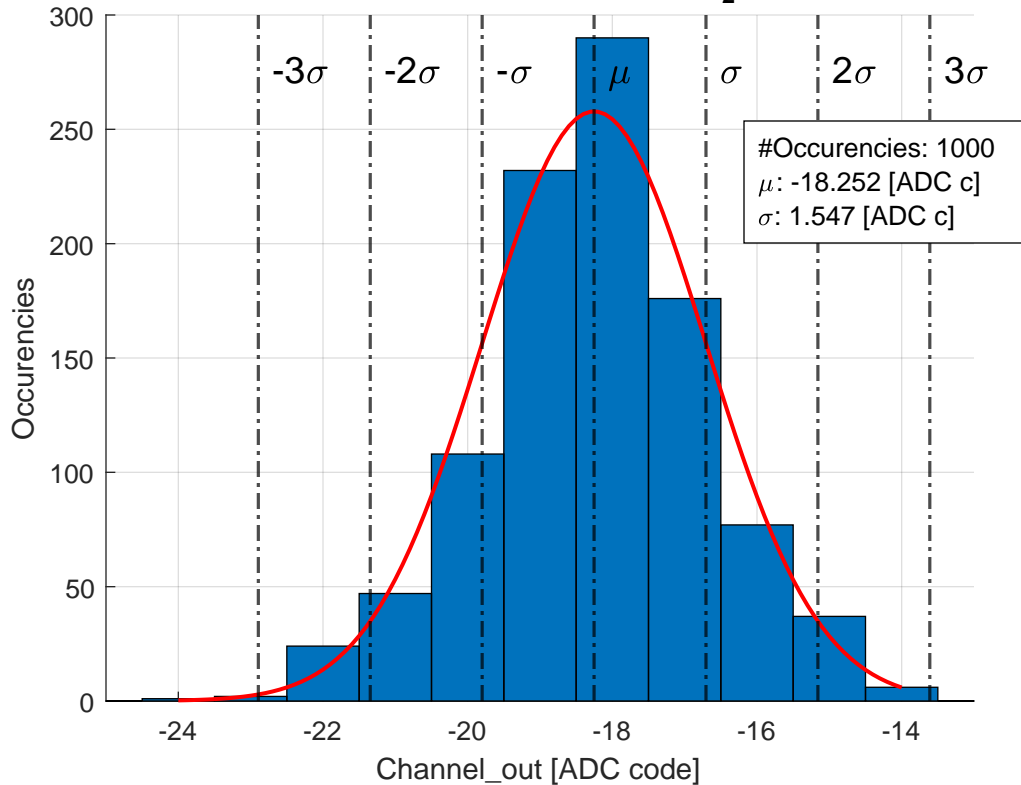 300
250
200
150
100
50
0
-3σ
-2σ
-σ
μ
σ
2σ
3σ
#Occurencies: 1000
μ: -18.252 [ADC c]
σ: 1.547 [ADC c]
Occurencies
-24
-22
-20
-18
-16
-14
Channel_out [ADC code]